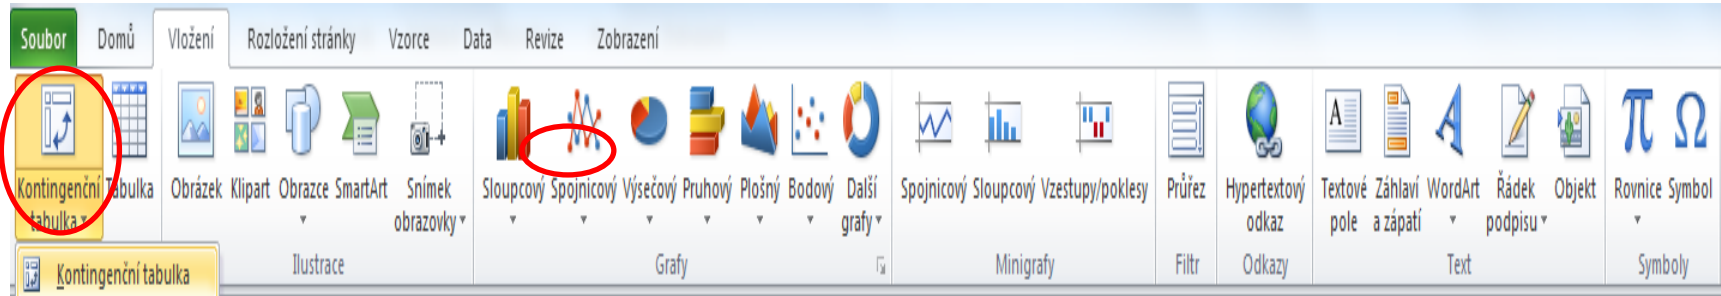 Soubor Domů Vložení Rozložení stránky Vzorce Data Revize Zobrazení
Kontingenční Tabulka Obrázek Klipart Obrazce SmartArt Snímek Sloupcový Spojnicový Výsečový Pruhový Plošný Bodový Další Spojnicový Sloupcový Vzestupy/poklesy Průřez Hypertextový Textové Záhlaví WordArt Řádek Objekt Rovnice Symbol
tabulka obrazovky grafy odkaz pole a zápatí podpisu
Ilustrace Grafy Minigrafy Filtr Odkazy Text Symboly
Kontingenční tabulka